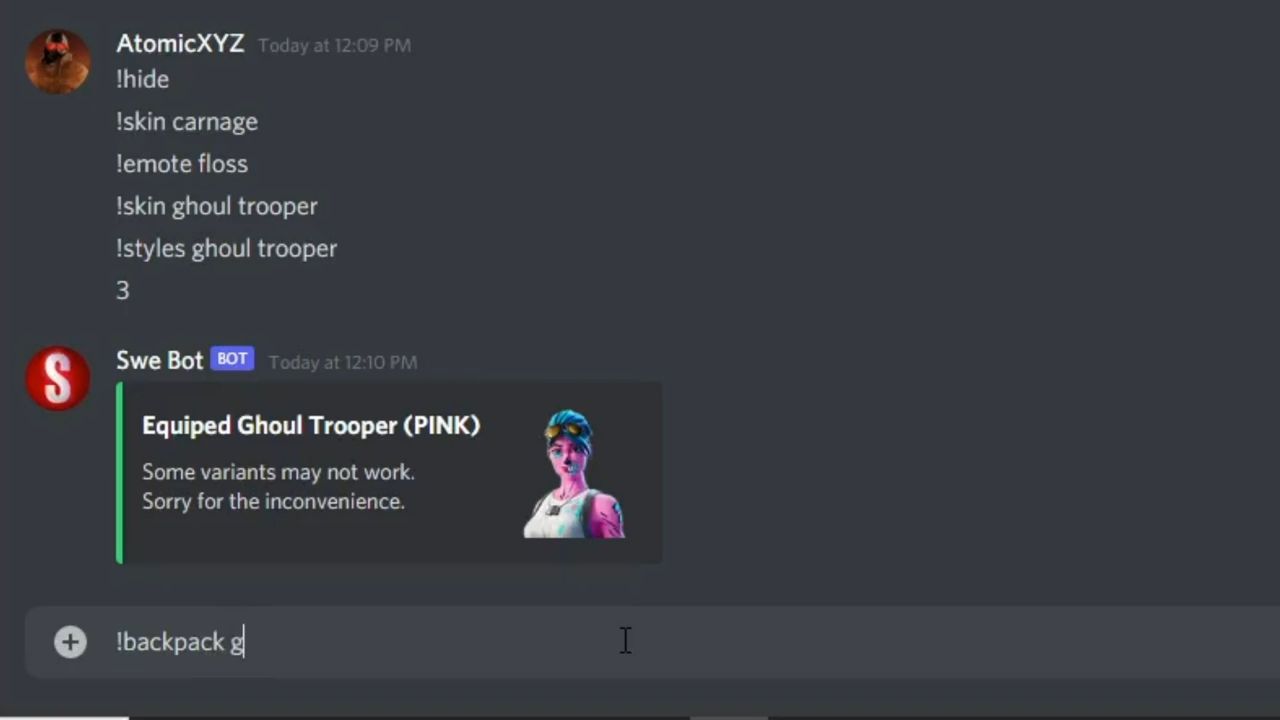 AtomicXYZ Today at 12:09 PM
!hide
!skin carnage
!emote floss
!skin ghoul trooper
!styles ghoul trooper
3
S
Swe Bot BOT Today at 12:10 PM
Equiped Ghoul Trooper (PINK)
Some variants may not work.
Sorry for the inconvenience.
!backpack g